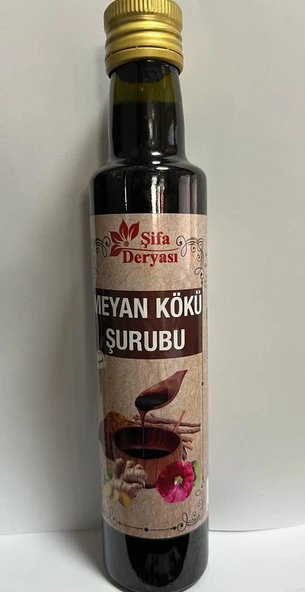 Şifa
Deryası
MEYAN KÖKÜ
ŞURUBU